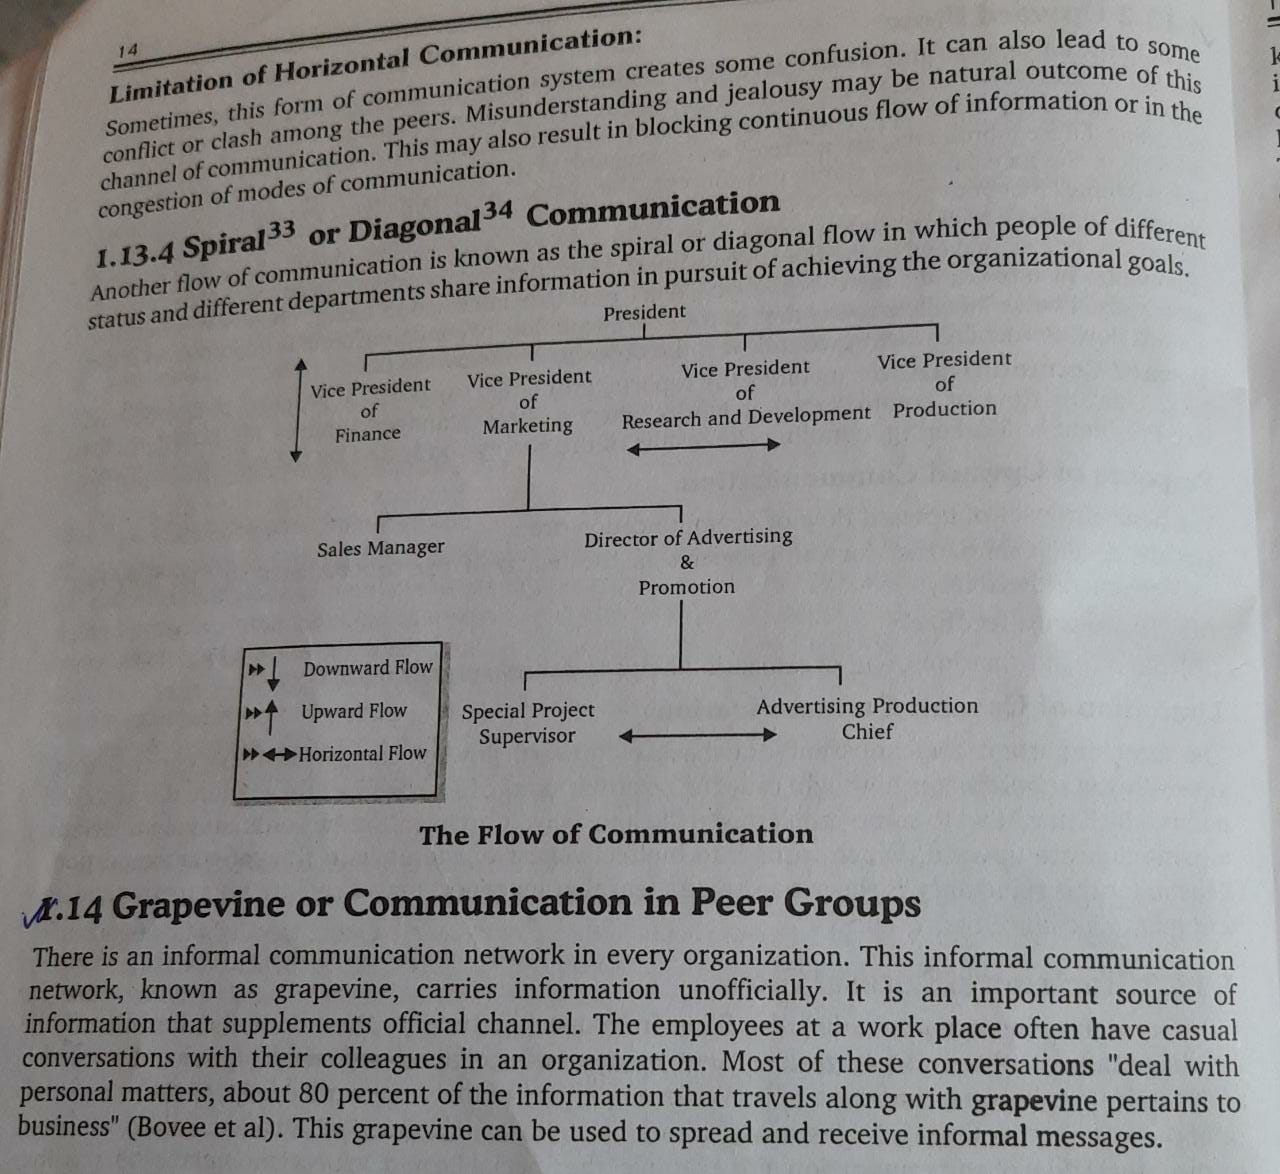 14
Limitation of Horizontal Communication:
Sometimes, this form of communication system creates some confusion. It can also lead to some
conflict or clash among the peers. Misunderstanding and jealousy may be natural outcome of this
channel of communication. This may also result in blocking continuous flow of information or in the
congestion of modes of communication.
1.13.4 Spiral33 or Diagonal34 Communication
Another flow of communication is known as the spiral or diagonal flow in which people of different
status and different departments share information in pursuit of achieving the organizational goals.
President
Vice President
of
Finance
Vice President
of
Marketing
Vice President
of
Research and Development
Vice President
of
Production
Sales Manager
Director of Advertising
&
Promotion
Downward Flow
Upward Flow
Horizontal Flow
Special Project
Supervisor
Advertising Production
Chief
The Flow of Communication
1.14 Grapevine or Communication in Peer Groups
There is an informal communication network in every organization. This informal communication
network, known as grapevine, carries information unofficially. It is an important source of
information that supplements official channel. The employees at a work place often have casual
conversations with their colleagues in an organization. Most of these conversations "deal with
personal matters, about 80 percent of the information that travels along with grapevine pertains to
business" (Bovee et al). This grapevine can be used to spread and receive informal messages.